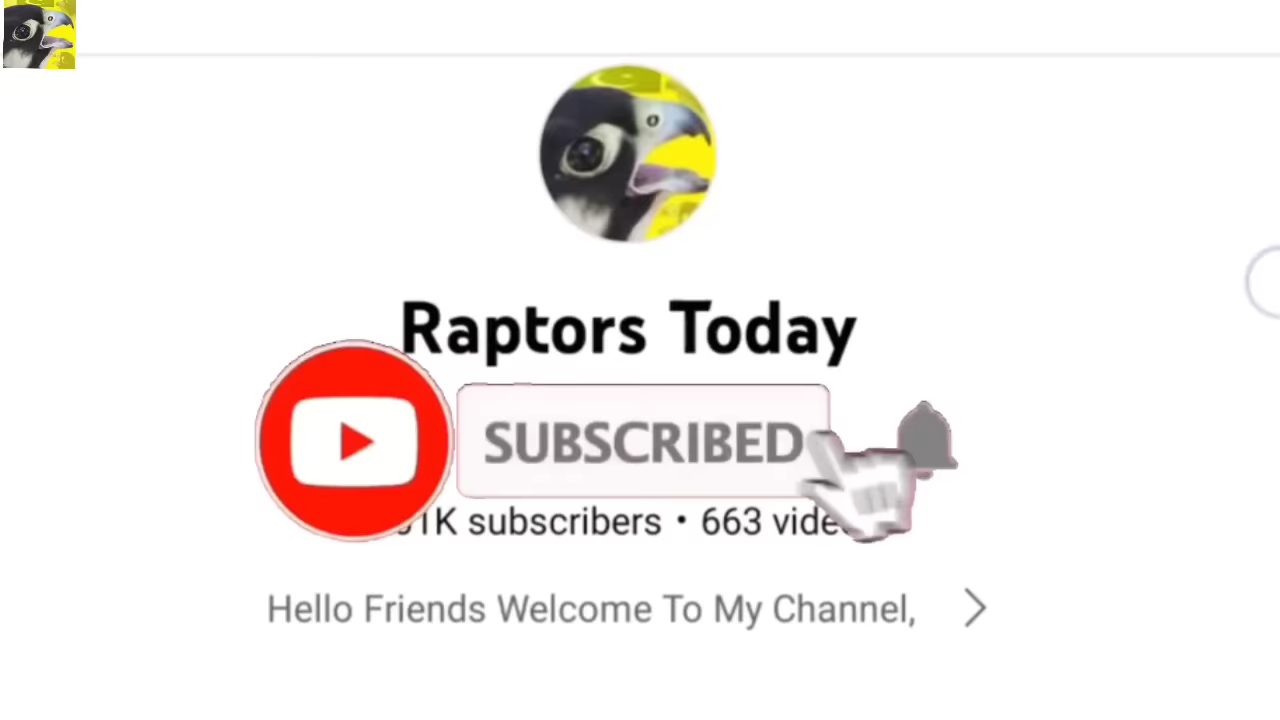 Raptors Today
SUBSCRIBED
subscribers • 663
Hello Friends Welcome To My Channel,